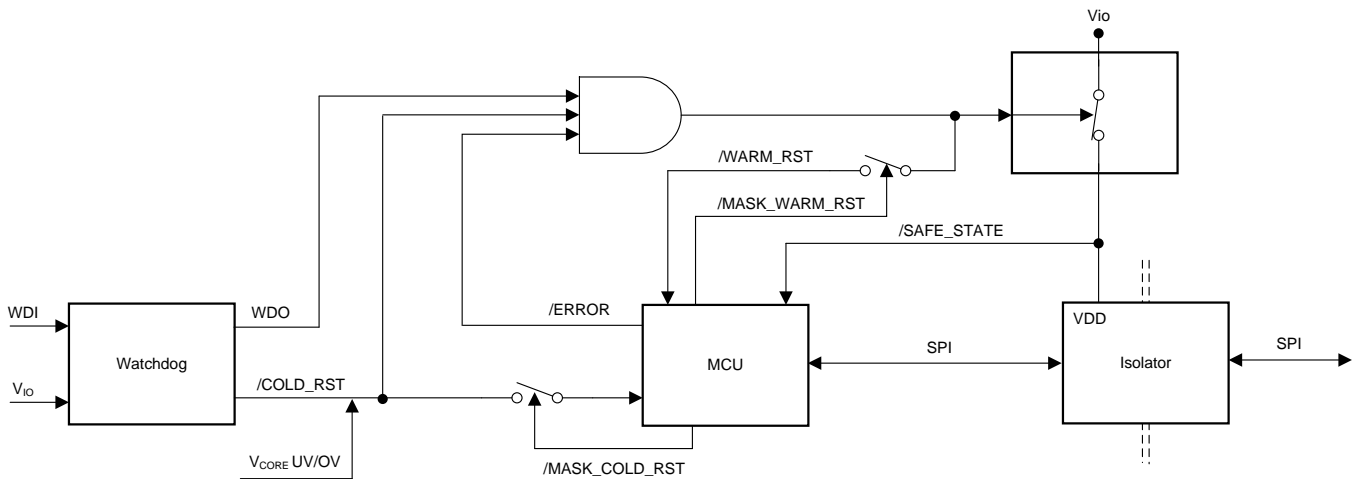 Vio
/WARM_RST
/MASK_WARM_RST
/SAFE_STATE
WDI
WDO
/ERROR
VDD
Watchdog
MCU
SPI
Isolator
SPI
VIO
/COLD_RST
VCORE UV/OV
/MASK_COLD_RST